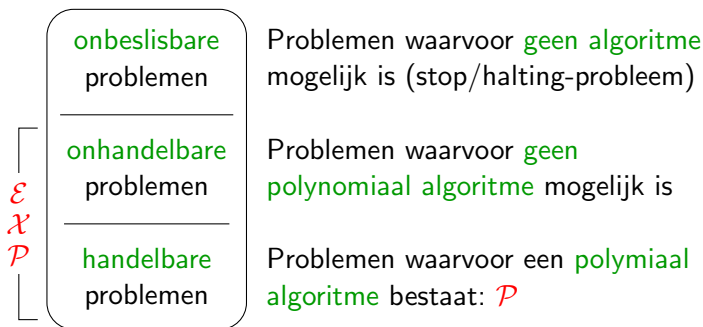 onbeslisbare
problemen
Problemen waarvoor geen algoritme
mogelijk is (stop/halting-probleem)
onhandelbare
problemen
Problemen waarvoor geen
polynomiaal algoritme mogelijk is
E
X
P
handelbare
problemen
Problemen waarvoor een polymiaal
algoritme bestaat: P